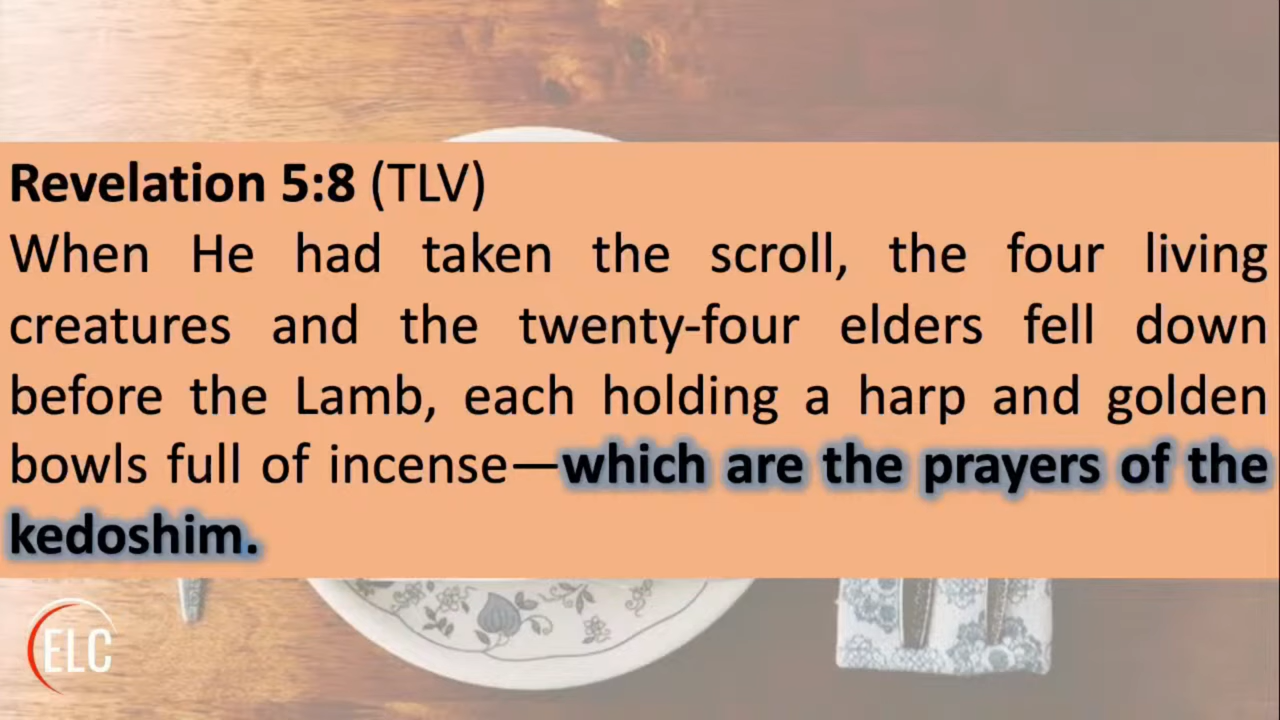 Revelation 5:8 (TLV)
When He had taken the scroll, the four living
creatures and the twenty-four elders fell down
before the Lamb, each holding a harp and golden
bowls full of incense—which are the prayers of the
kedoshim.
ELC